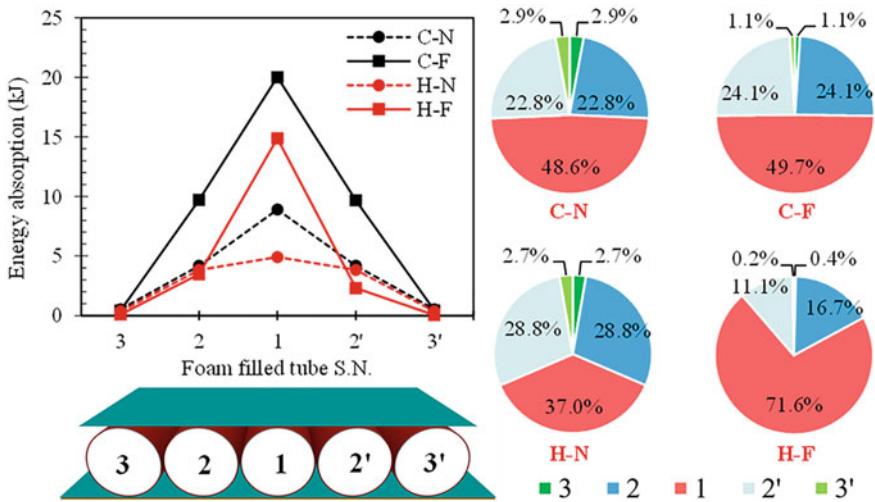 25
20
15
10
5
0
Energy absorption (kJ)
C-N
C-F
H-N
H-F
3 2 1 2' 3'
Foam filled tube S.N.
3 2 1 2' 3'
2.9% 2.9%
22.8% 22.8%
48.6%
C-N
1.1% 1.1%
24.1% 24.1%
49.7%
C-F
2.7% 2.7%
28.8% 28.8%
37.0%
H-N
0.2% 0.4%
11.1% 16.7%
71.6%
H-F
3 2 1 2' 3'